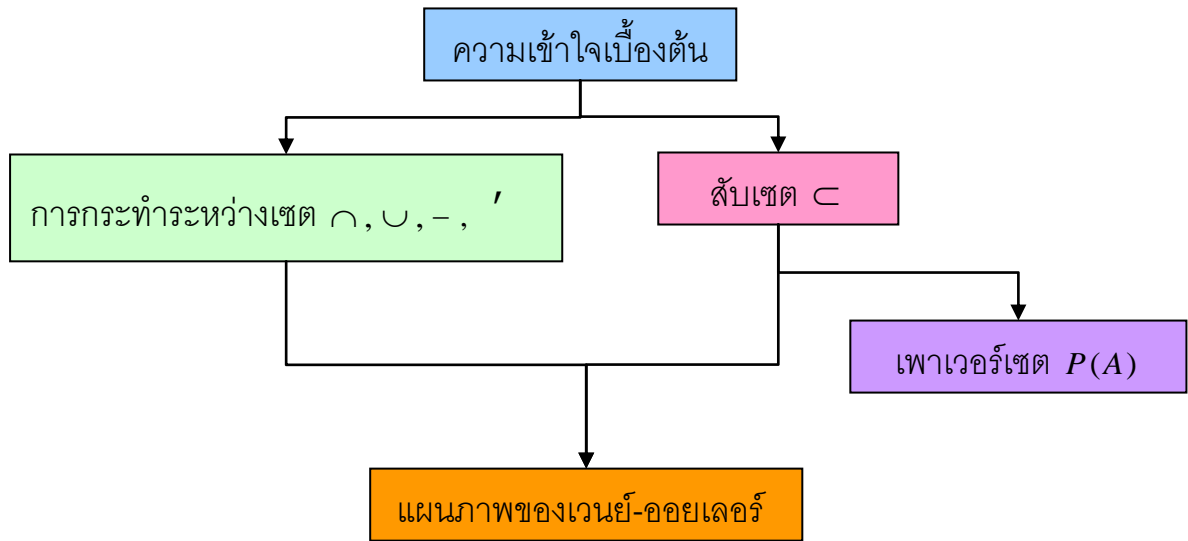 ความเข้าใจเบื้องต้น
การกระทำระหว่างเซต ∩, ∪, −, ′
สับเซต ⊂
เพาเวอร์เซต P(A)
แผนภาพของเวนย์-ออยเลอร์